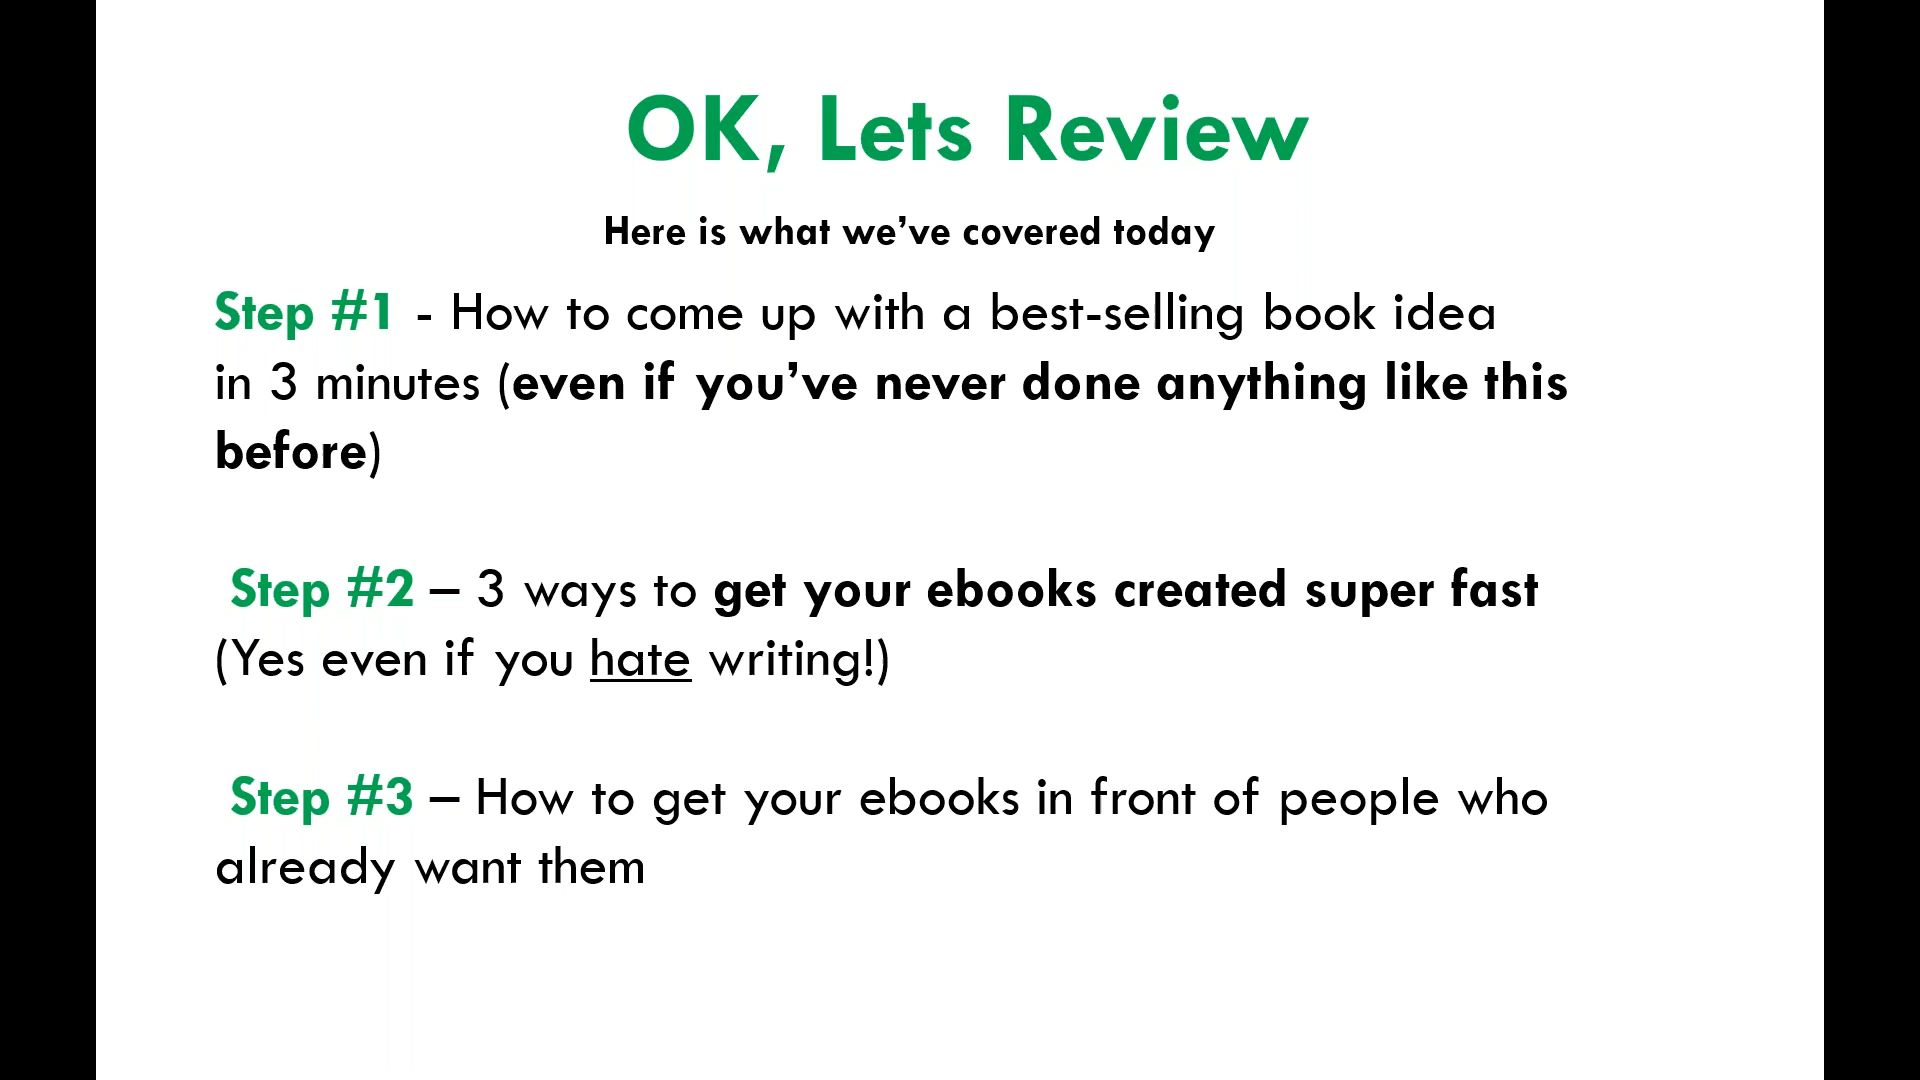 OK, Lets Review
Here is what we’ve covered today
Step #1 - How to come up with a best-selling book idea
in 3 minutes (even if you’ve never done anything like this
before)
Step #2 – 3 ways to get your ebooks created super fast
(Yes even if you hate writing!)
Step #3 – How to get your ebooks in front of people who
already want them